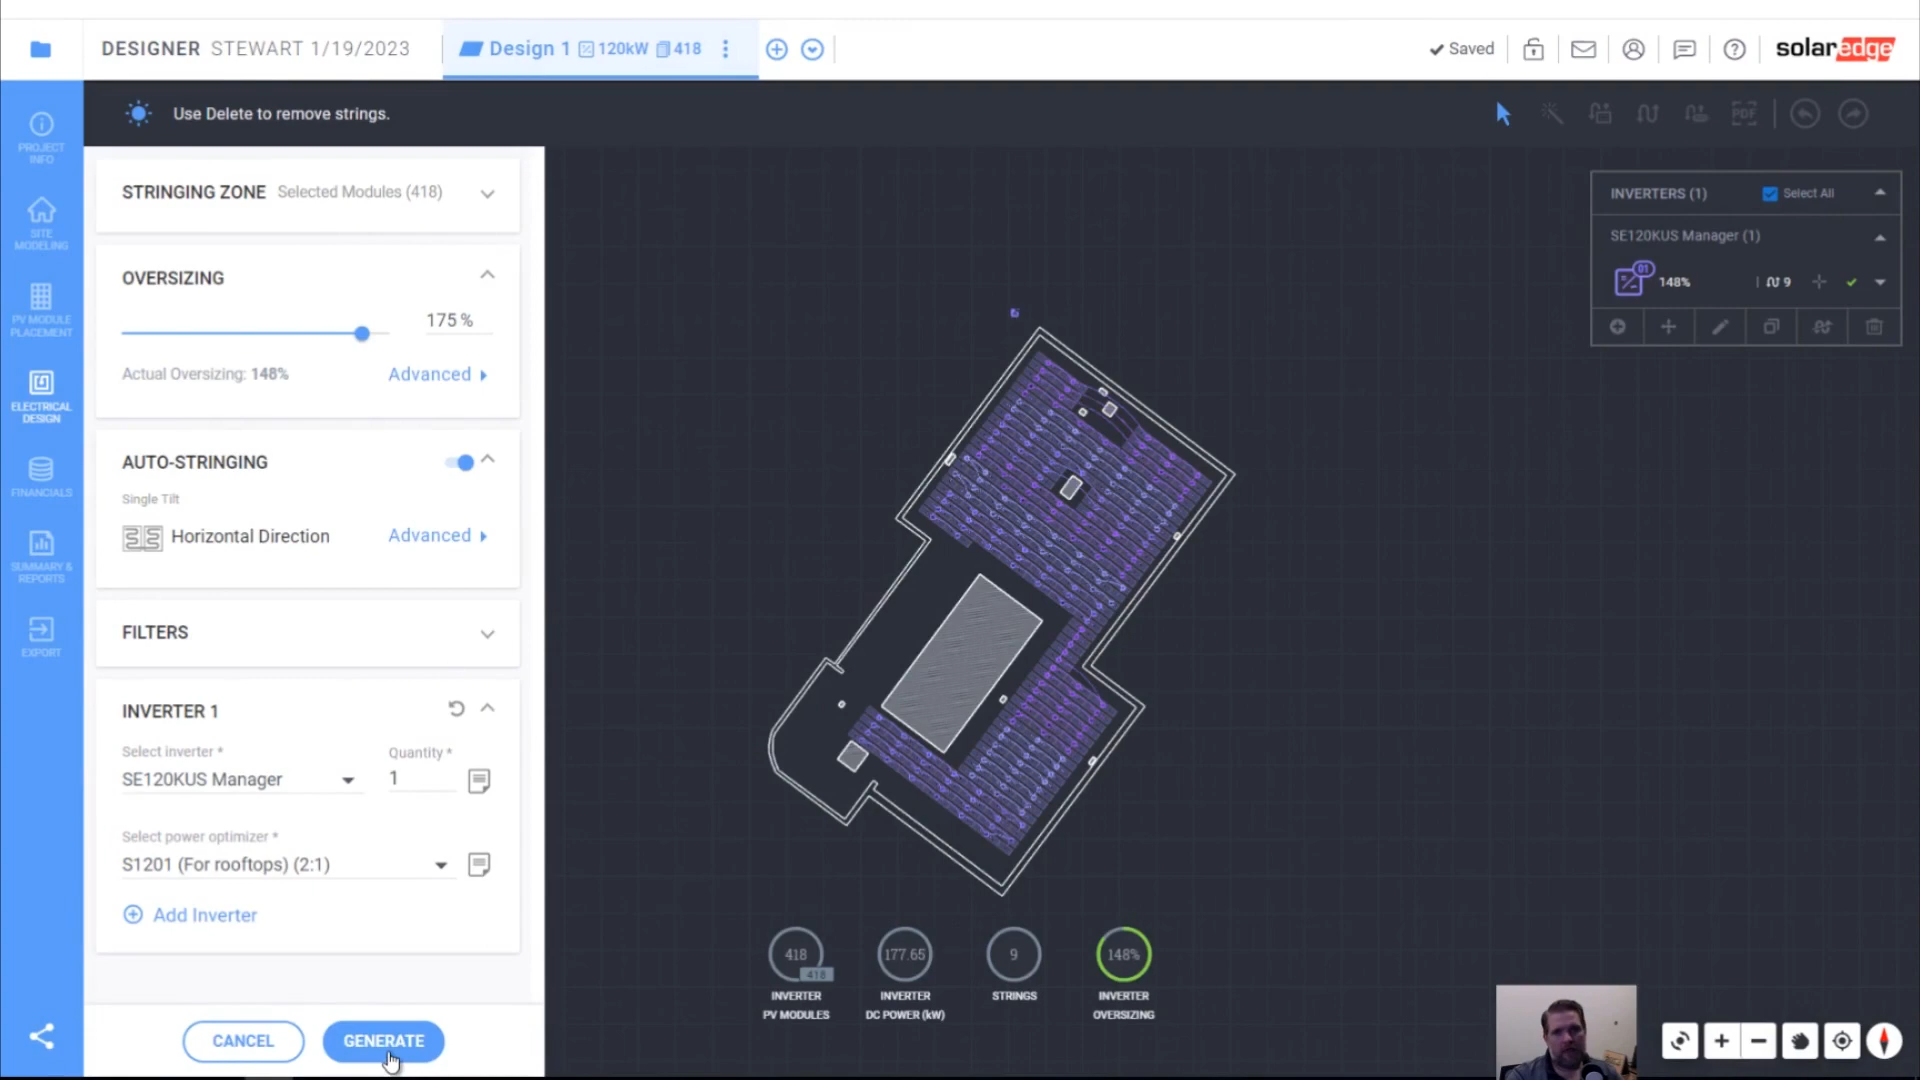 DESIGNER STEWART 1/19/2023
Design 1 120kW 418
Saved
solaredge
Use Delete to remove strings.
PDF
PROJECT
INFO
SITE
MODELING
PV MODULE
PLACEMENT
ELECTRICAL
DESIGN
FINANCIALS
SUMMARY &
REPORTS
EXPORT
STRINGING ZONE Selected Modules (418)
OVERSIZING
175 %
Actual Oversizing: 148%
Advanced
AUTO-STRINGING
Single Tilt
Horizontal Direction
Advanced
FILTERS
INVERTER 1
Select inverter *
Quantity *
SE120KUS Manager
1
Select power optimizer *
S1201 (For rooftops) (2:1)
Add Inverter
CANCEL
GENERATE
INVERTERS (1)
Select All
SE120KUS Manager (1)
01
148%
9
418
418
INVERTER
PV MODULES
177.65
INVERTER
DC POWER (kW)
9
STRINGS
148%
INVERTER
OVERSIZING